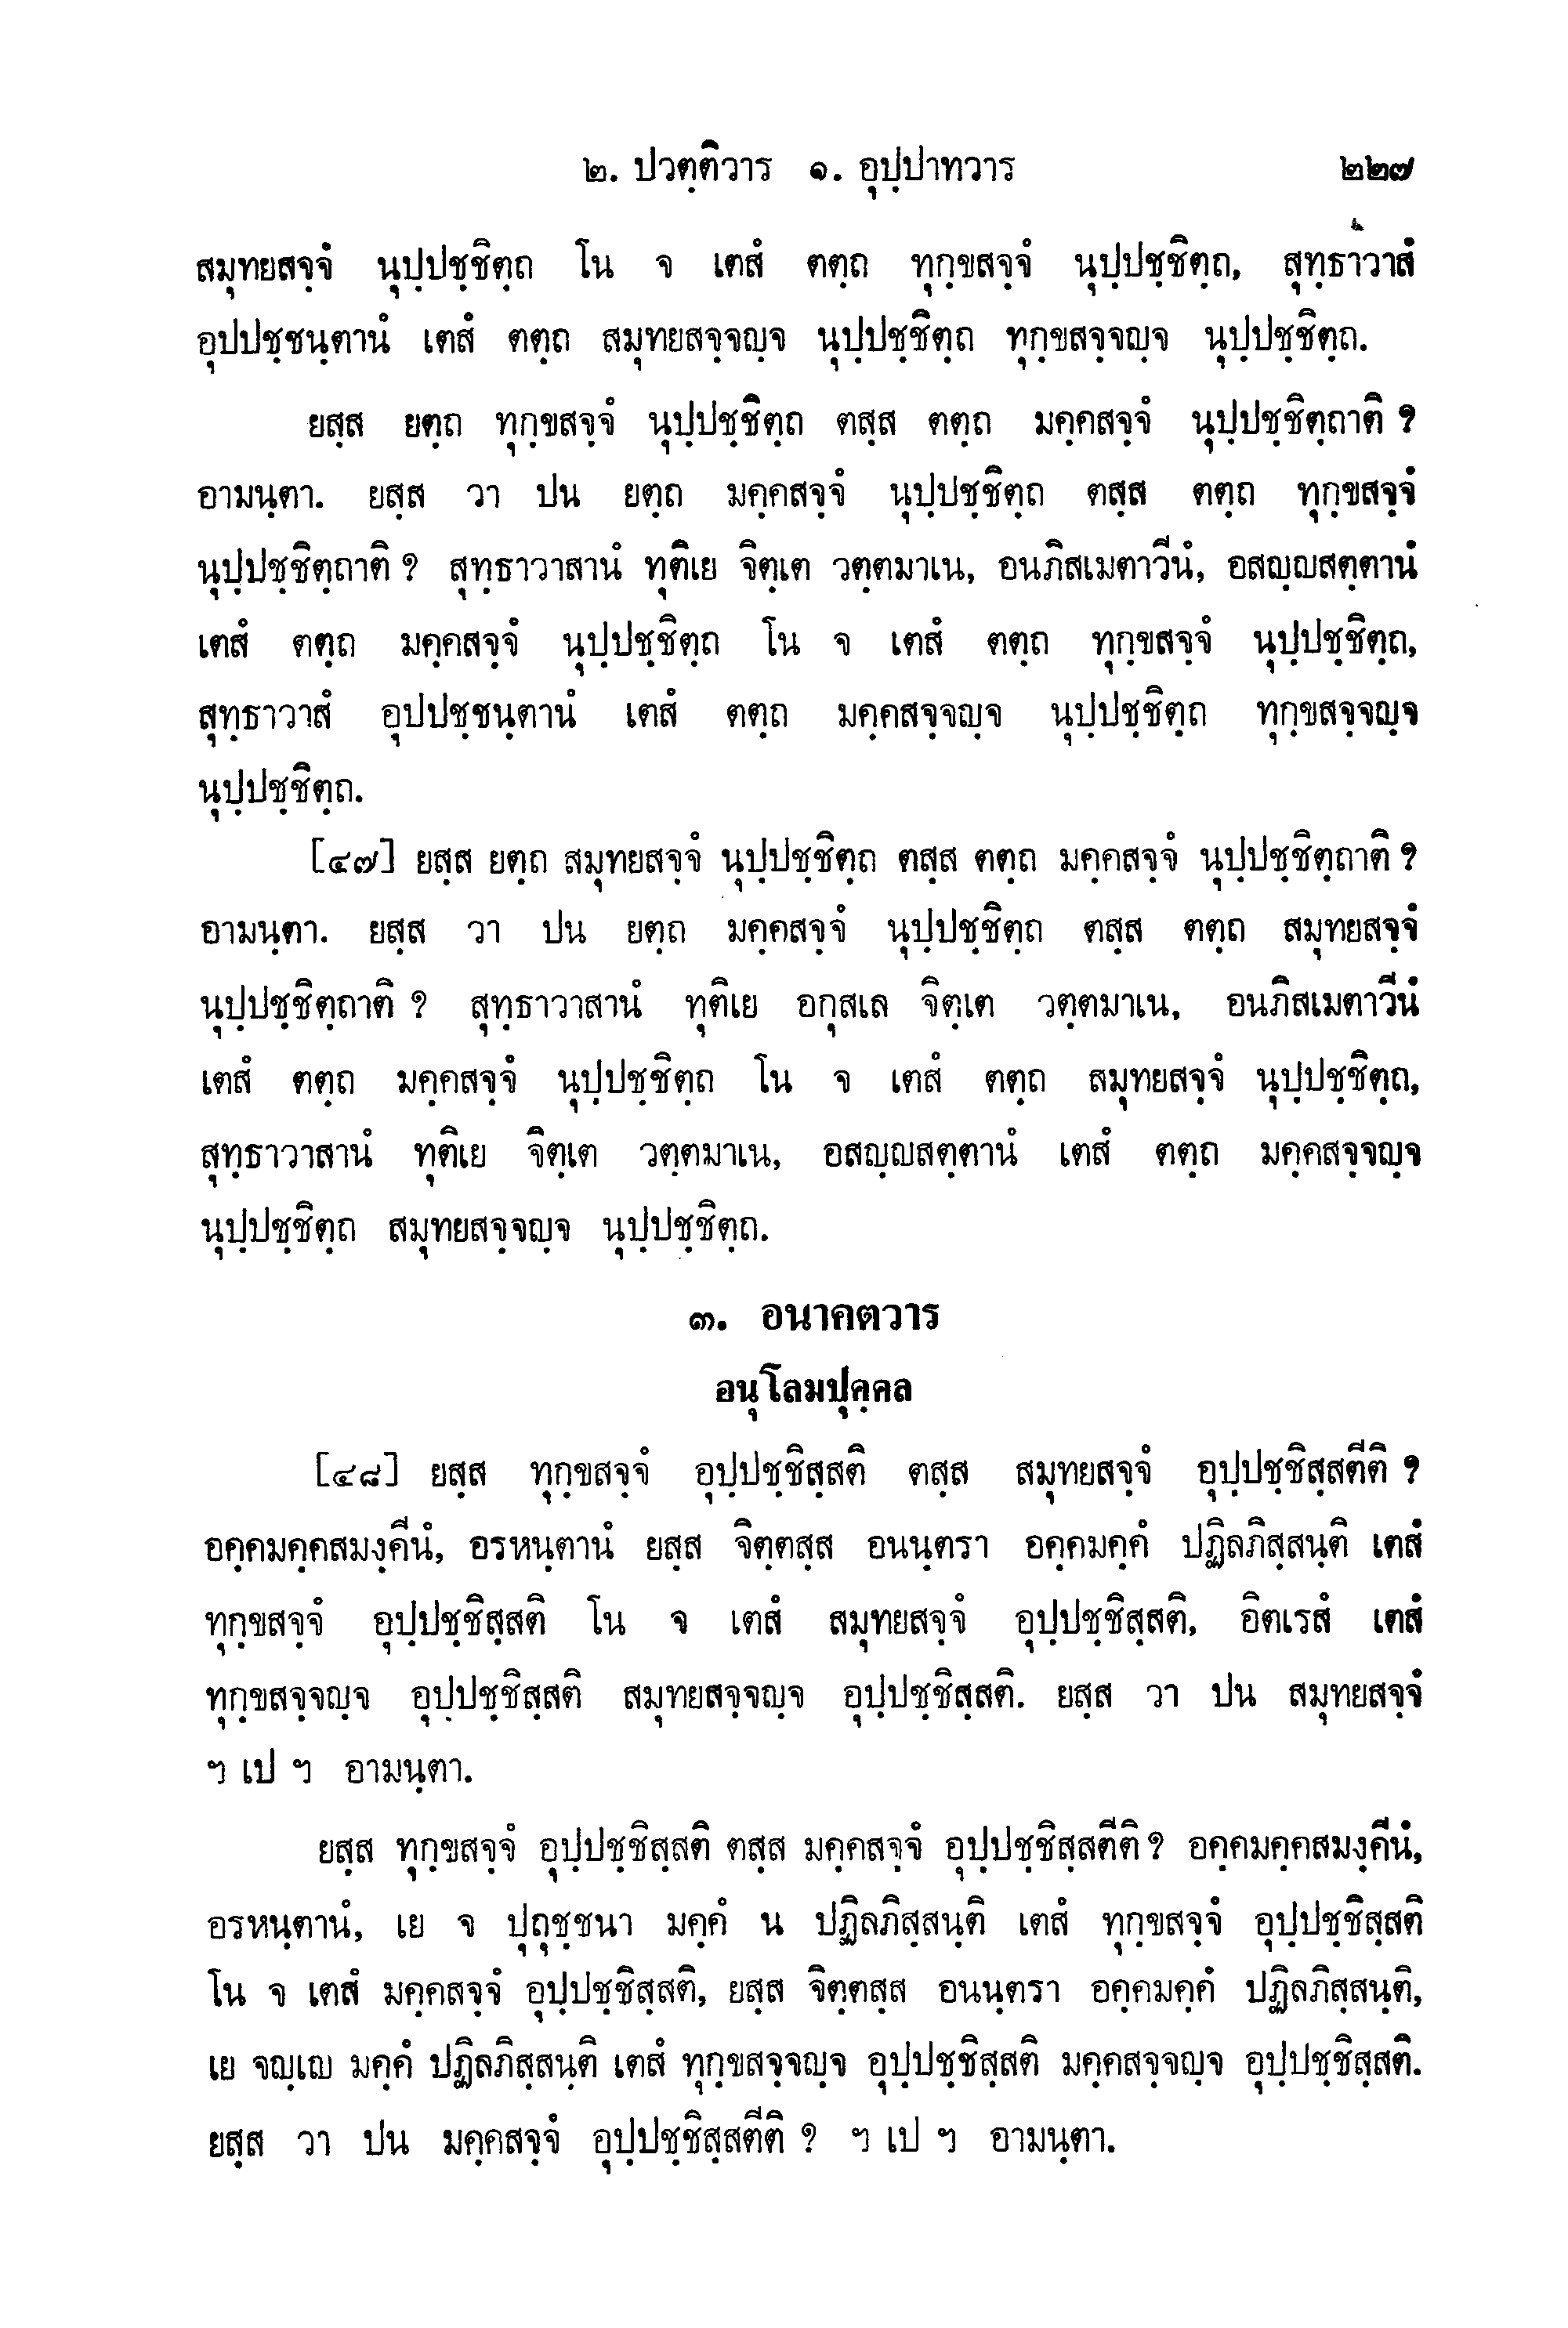 ๒. ปวตฺติวาร ๑. อุปฺปาทวาร ๒๒๗
สมุทยสจฺจํ นุปฺปชฺชิตฺถ โน จ เตสํ ตตฺถ ทุกฺขสจฺจํ นุปฺปชฺชิตฺถ, สุทฺธาวาสํ
อุปปชฺชนฺตานํ เตสํ ตตฺถ สมุทยสจฺจญฺจ นุปฺปชฺชิตฺถ ทุกฺขสจฺจญฺจ นุปฺปชฺชิตฺถ.
ยสฺส ยตฺถ ทุกฺขสจฺจํ นุปฺปชฺชิตฺถ ตสฺส ตตฺถ มคฺคสจฺจํ นุปฺปชฺชิตฺถาติ ?
อามนฺตา. ยสฺส วา ปน ยตฺถ มคฺคสจฺจํ นุปฺปชฺชิตฺถ ตสฺส ตตฺถ ทุกฺขสจฺจํ
นุปฺปชฺชิตฺถาติ ? สุทฺธาวาสานํ ทุติเย จิตฺเต วตฺตมาเน, อนภิสเมตาวีนํ, อสญฺญสตฺตานํ
เตสํ ตตฺถ มคฺคสจฺจํ นุปฺปชฺชิตฺถ โน จ เตสํ ตตฺถ ทุกฺขสจฺจํ นุปฺปชฺชิตฺถ,
สุทฺธาวาสํ อุปปชฺชนฺตานํ เตสํ ตตฺถ มคฺคสจฺจญฺจ นุปฺปชฺชิตฺถ ทุกฺขสจฺจญฺจ
นุปฺปชฺชิตฺถ.
[๔๗] ยสฺส ยตฺถ สมุทยสจฺจํ นุปฺปชฺชิตฺถ ตสฺส ตตฺถ มคฺคสจฺจํ นุปฺปชฺชิตฺถาติ ?
อามนฺตา. ยสฺส วา ปน ยตฺถ มคฺคสจฺจํ นุปฺปชฺชิตฺถ ตสฺส ตตฺถ สมุทยสจฺจํ
นุปฺปชฺชิตฺถาติ ? สุทฺธาวาสานํ ทุติเย อกุสเล จิตฺเต วตฺตมาเน, อนภิสเมตาวีนํ
เตสํ ตตฺถ มคฺคสจฺจํ นุปฺปชฺชิตฺถ โน จ เตสํ ตตฺถ สมุทยสจฺจํ นุปฺปชฺชิตฺถ,
สุทฺธาวาสานํ ทุติเย จิตฺเต วตฺตมาเน, อสญฺญสตฺตานํ เตสํ ตตฺถ มคฺคสจฺจญฺจ
นุปฺปชฺชิตฺถ สมุทยสจฺจญฺจ นุปฺปชฺชิตฺถ.
๓. อนาคตวาร
อนุโลมปุคฺคล
[๔๘] ยสฺส ทุกฺขสจฺจํ อุปฺปชฺชิสฺสติ ตสฺส สมุทยสจฺจํ อุปฺปชฺชิสฺสตีติ ?
อคฺคมคฺคสมงฺคีนํ, อรหนฺตานํ ยสฺส จิตฺตสฺส อนนฺตรา อคฺคมคฺคํ ปฏิลภิสฺสนฺติ เตสํ
ทุกฺขสจฺจํ อุปฺปชฺชิสฺสติ โน จ เตสํ สมุทยสจฺจํ อุปฺปชฺชิสฺสติ, อิตเรสํ เตสํ
ทุกฺขสจฺจญฺจ อุปฺปชฺชิสฺสติ สมุทยสจฺจญฺจ อุปฺปชฺชิสฺสติ. ยสฺส วา ปน สมุทยสจฺจํ
ฯ เป ฯ อามนฺตา.
ยสฺส ทุกฺขสจฺจํ อุปฺปชฺชิสฺสติ ตสฺส มคฺคสจฺจํ อุปฺปชฺชิสฺสตีติ ? อคฺคมคฺคสมงฺคีนํ,
อรหนฺตานํ, เย จ ปุถุชฺชนา มคฺคํ น ปฏิลภิสฺสนฺติ เตสํ ทุกฺขสจฺจํ อุปฺปชฺชิสฺสติ
โน จ เตสํ มคฺคสจฺจํ อุปฺปชฺชิสฺสติ, ยสฺส จิตฺตสฺส อนนฺตรา อคฺคมคฺคํ ปฏิลภิสฺสนฺติ,
เย จญฺเญ มคฺคํ ปฏิลภิสฺสนฺติ เตสํ ทุกฺขสจฺจญฺจ อุปฺปชฺชิสฺสติ มคฺคสจฺจญฺจ อุปฺปชฺชิสฺสติ.
ยสฺส วา ปน มคฺคสจฺจํ อุปฺปชฺชิสฺสตีติ ? ฯ เป ฯ อามนฺตา.